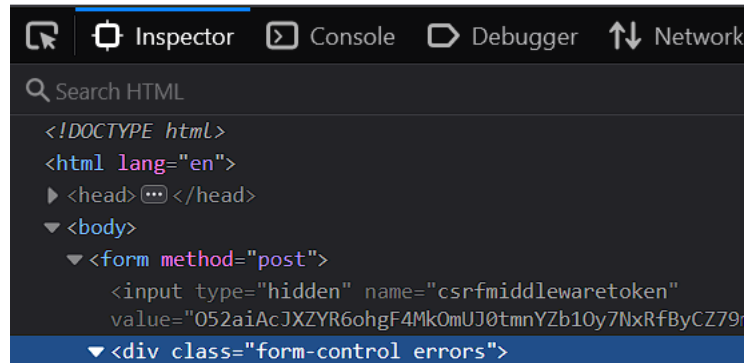 Inspector Console Debugger Network
Search HTML
<!DOCTYPE html>
<html lang="en">
<head> ••• </head>
<body>
<form method="post">
<input type="hidden" name="csrfmiddlewaretoken"
value="O52aiAcJXZYR6ohgF4MkOmUJ0tmnYZb1Oy7NxRfByCZ79
<div class="form-control errors">